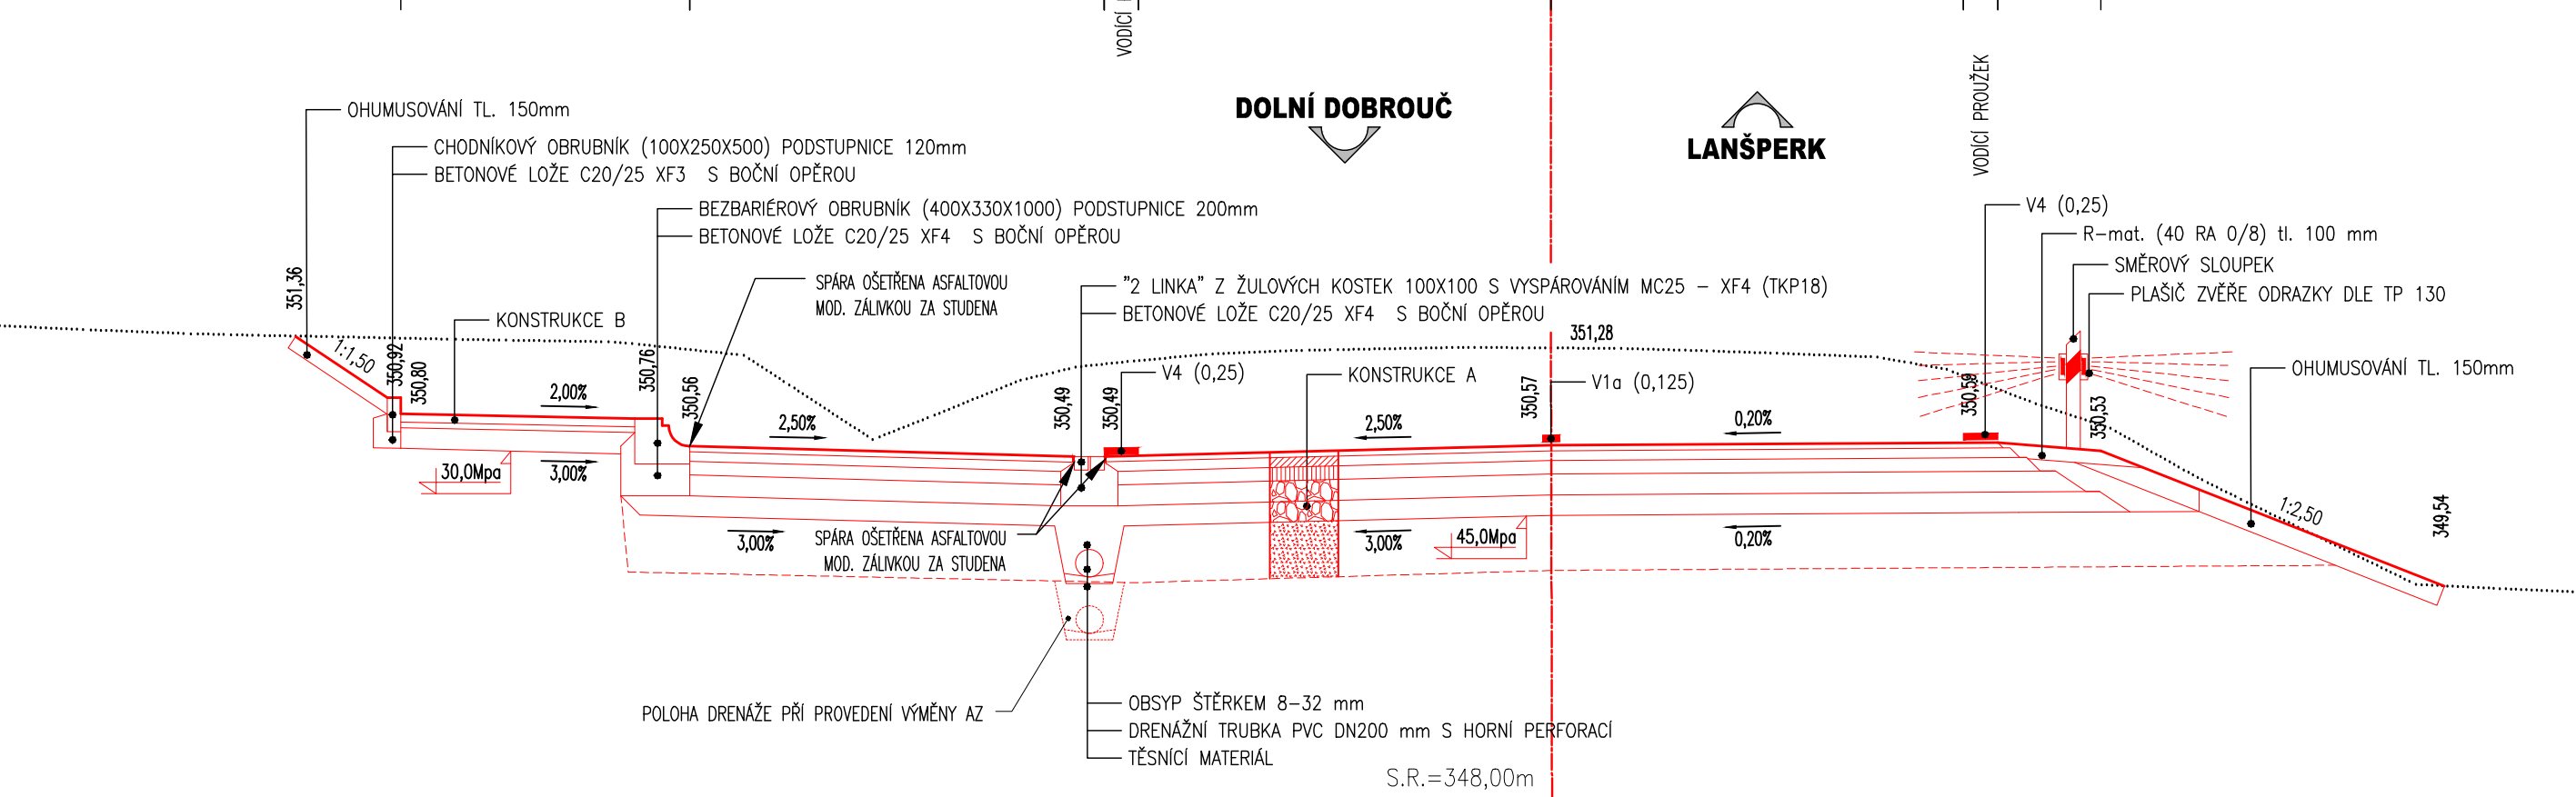 VODÍCÍ
VODÍCÍ PROUŽEK
DOLNÍ DOBROUČ
LANŠPERK
OHUMUSOVÁNÍ TL. 150mm
CHODNÍKOVÝ OBRUBNÍK (100X250X500) PODSTUPNICE 120mm
BETONOVÉ LOŽE C20/25 XF3 S BOČNÍ OPĚROU
BEZBARIÉROVÝ OBRUBNÍK (400X330X1000) PODSTUPNICE 200mm
BETONOVÉ LOŽE C20/25 XF4 S BOČNÍ OPĚROU
SPÁRA OŠETŘENA ASFALTOVOU
MOD. ZÁLIVKOU ZA STUDENA
"2 LINKA" Z ŽULOVÝCH KOSTEK 100X100 S VYSPÁROVÁNÍM MC25 - XF4 (TKP18)
BETONOVÉ LOŽE C20/25 XF4 S BOČNÍ OPĚROU
V4 (0,25)
R-mat. (40 RA 0/8) tl. 100 mm
SMĚROVÝ SLOUPEK
PLAŠIČ ZVĚŘE ODRAZKY DLE TP 130
OHUMUSOVÁNÍ TL. 150mm
KONSTRUKCE B
V4 (0,25)
KONSTRUKCE A
V1a (0,125)
351,28
351,36
1:1,50
350,92
350,80
2,00%
350,76
350,56
2,50%
350,49
350,49
2,50%
350,57
0,20%
350,59
350,53
1:2,50
349,54
30,0Mpa
3,00%
3,00%
SPÁRA OŠETŘENA ASFALTOVOU
MOD. ZÁLIVKOU ZA STUDENA
3,00%
45,0Mpa
0,20%
POLOHA DRENÁŽE PŘÍ PROVEDENÍ VÝMĚNY AZ
OBSYP ŠTĚRKEM 8-32 mm
DRENÁŽNÍ TRUBKA PVC DN200 mm S HORNÍ PERFORACÍ
TĚSNÍCÍ MATERIÁL
S.R.=348,00m